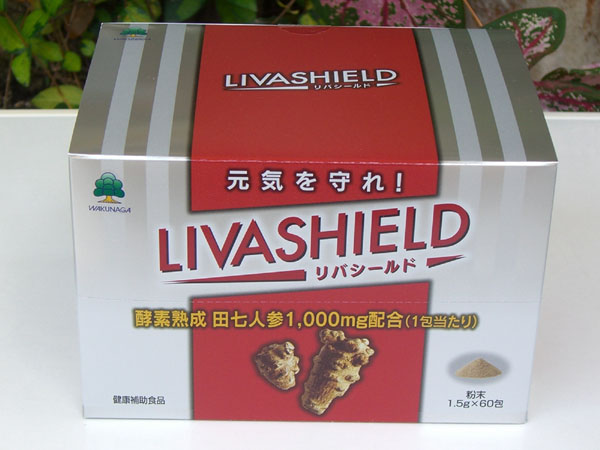 LIVASHIELD
リバシールド
元気を守れ!
WAKUNAGA
LIVASHIELD
リバシールド
酵素熟成 田七人参1,000mg配合(1包当たり)
健康補助食品
粉末
1.5g×60包